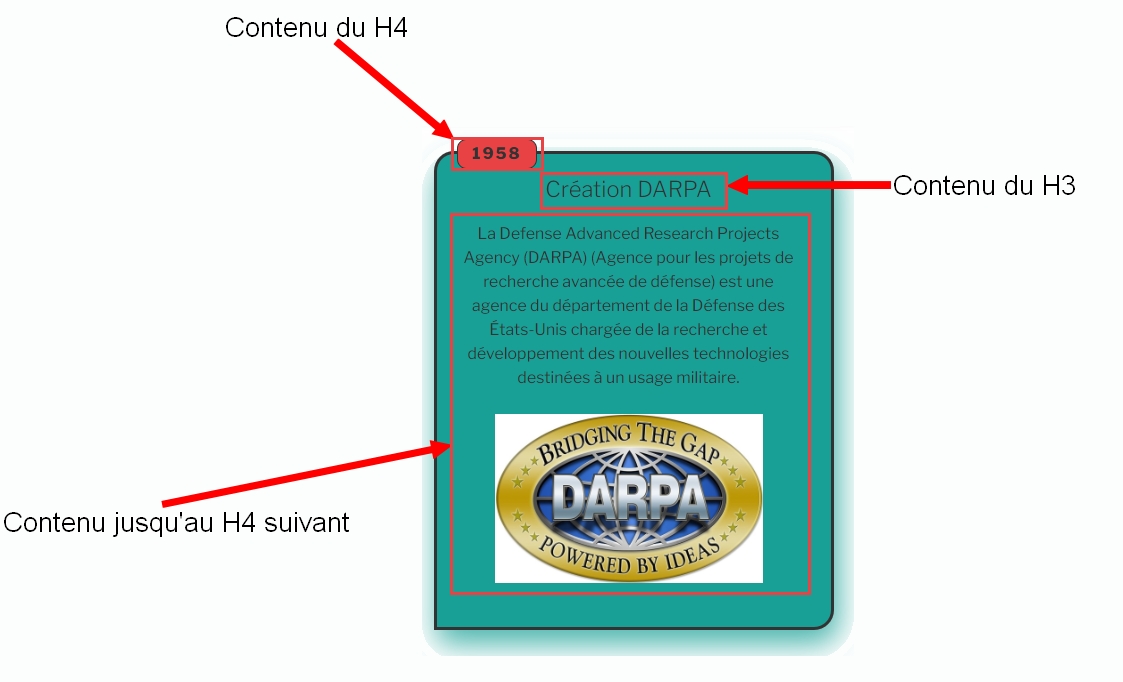 Contenu du H4
1958
Création DARPA
Contenu du H3
La Defense Advanced Research Projects
Agency (DARPA) (Agence pour les projets de
recherche avancée de défense) est une
agence du département de la Défense des
États-Unis chargée de la recherche et
développement des nouvelles technologies
destinées à un usage militaire.
BRIDGING THE GAP
DARPA
POWERED BY IDEAS
Contenu jusqu'au H4 suivant